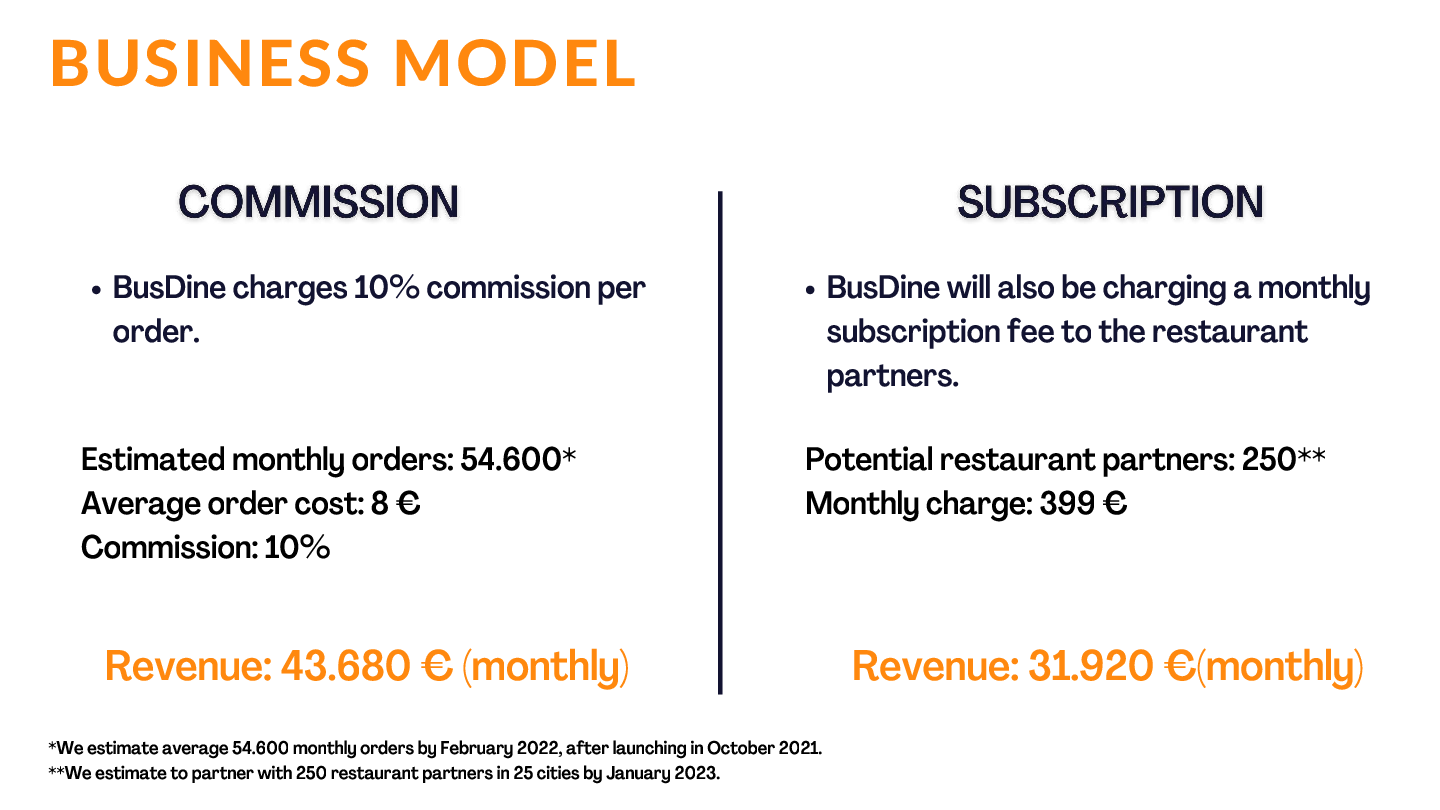 BUSINESS MODEL
COMMISSION
• BusDine charges 10% commission per
order.
Estimated monthly orders: 54.600*
Average order cost: 8 €
Commission: 10%
Revenue: 43.680 € (monthly)
SUBSCRIPTION
• BusDine will also be charging a monthly
subscription fee to the restaurant
partners.
Potential restaurant partners: 250**
Monthly charge: 399 €
Revenue: 31.920 €(monthly)
*We estimate average 54.600 monthly orders by February 2022, after launching in October 2021.
**We estimate to partner with 250 restaurant partners in 25 cities by January 2023.